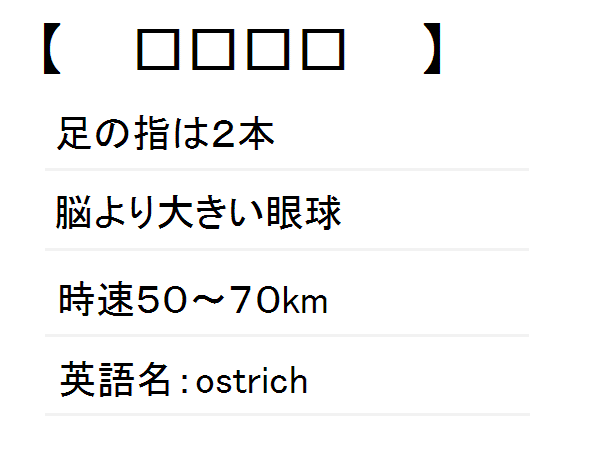 【　□□□□　】
足の指は２本
脳より大きい眼球
時速５０～７０km
英語名：ostrich